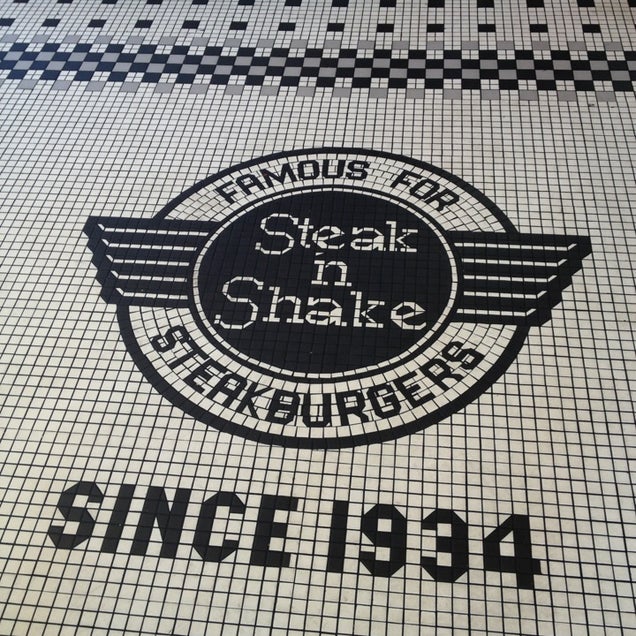 FAMOUS FOR
Steak
'n
Shake
STEAKBURGERS
SINCE 1934